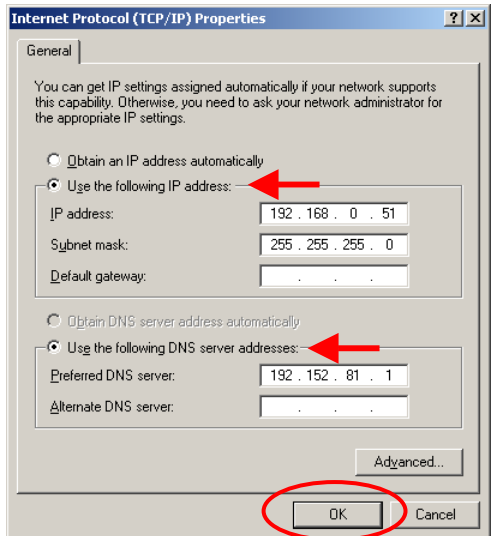 Internet Protocol (TCP/IP) Properties
General
You can get IP settings assigned automatically if your network supports
this capability. Otherwise, you need to ask your network administrator for
the appropriate IP settings.
Obtain an IP address automatically
Use the following IP address:
IP address: 192 . 168 . 0 . 51
Subnet mask: 255 . 255 . 255 . 0
Default gateway: . . .
Obtain DNS server address automatically
Use the following DNS server addresses:
Preferred DNS server: 192 . 152 . 81 . 1
Alternate DNS server: . . .
Advanced...
OK Cancel